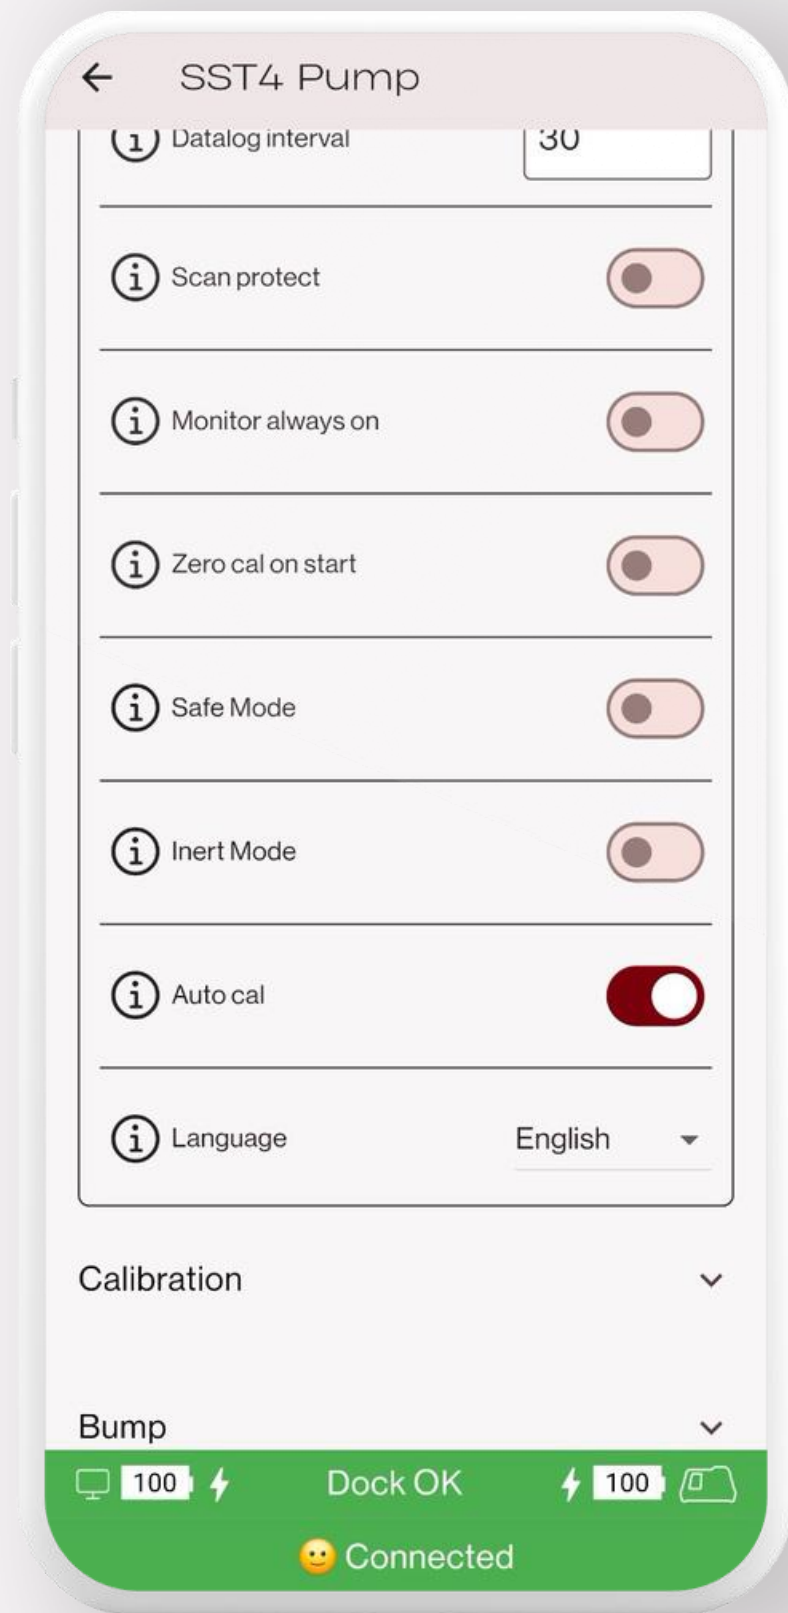 SST4 Pump
Datalog interval 30
Scan protect
Monitor always on
Zero cal on start
Safe Mode
Inert Mode
Auto cal
Language English
Calibration
Bump
100 Dock OK 100
Connected